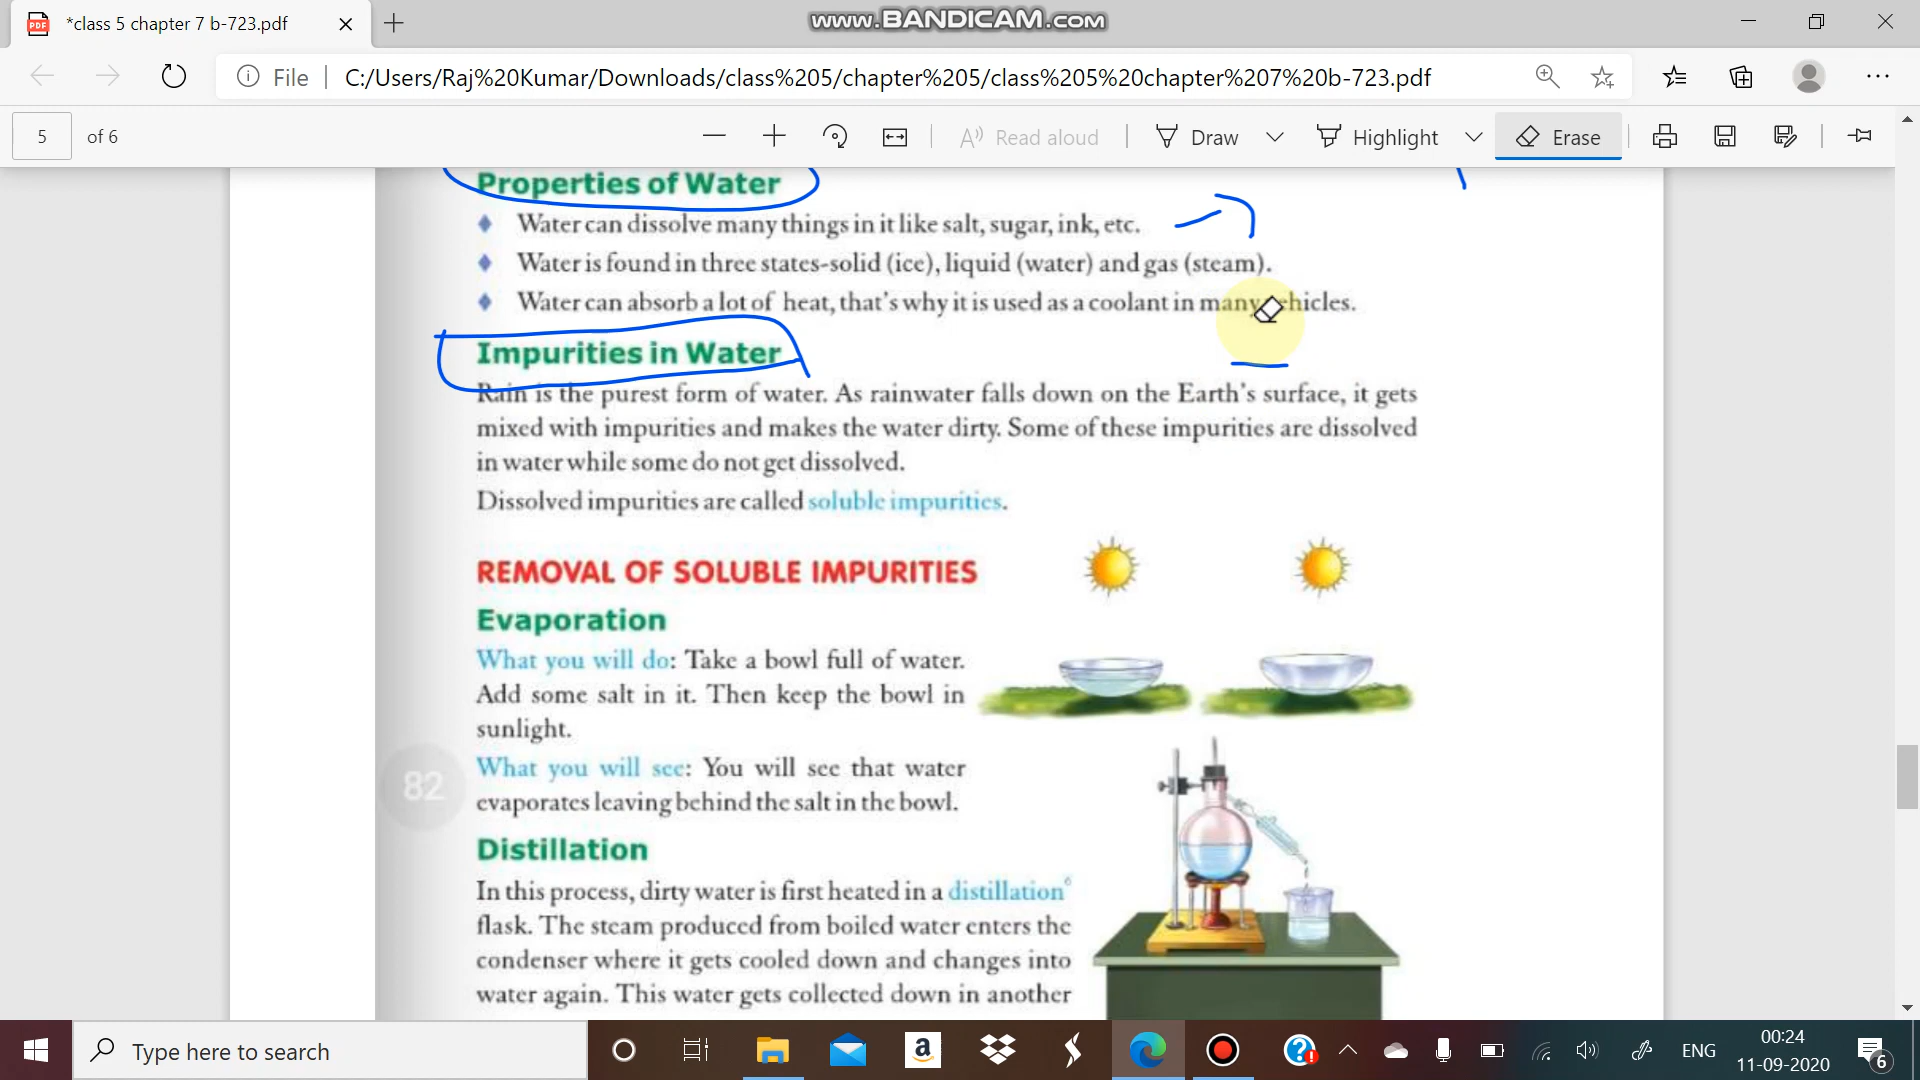 *class 5 chapter 7 b-723.pdf
www.BANDICAM.com
File
C:/Users/Raj%20Kumar/Downloads/class%205/chapter%205/class%205%20chapter%207%20b-723.pdf
5 of 6
Read aloud
Draw
Highlight
Erase
Properties of Water
Water can dissolve many things in it like salt, sugar, ink, etc.
Water is found in three states-solid (ice), liquid (water) and gas (steam).
Water can absorb a lot of heat, that's why it is used as a coolant in many vehicles.
Impurities in Water
Rain is the purest form of water. As rainwater falls down on the Earth's surface, it gets
mixed with impurities and makes the water dirty. Some of these impurities are dissolved
in water while some do not get dissolved.
Dissolved impurities are called soluble impurities.
REMOVAL OF SOLUBLE IMPURITIES
Evaporation
What you will do: Take a bowl full of water.
Add some salt in it. Then keep the bowl in
sunlight.
What you will see: You will see that water
evaporates leaving behind the salt in the bowl.
82
Distillation
In this process, dirty water is first heated in a distillation⁶
flask. The steam produced from boiled water enters the
condenser where it gets cooled down and changes into
water again. This water gets collected down in another
Type here to search
ENG
00:24
11-09-2020
6